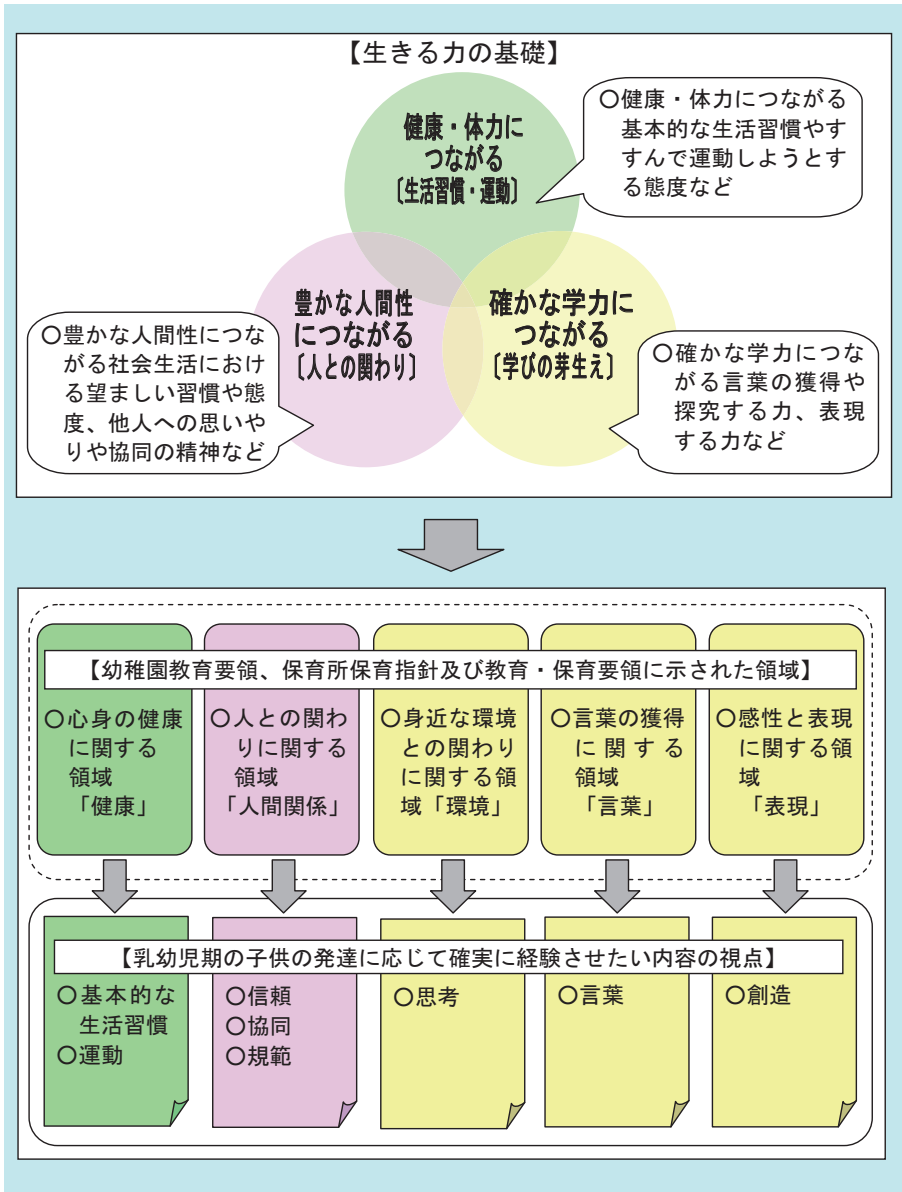 【生きる力の基礎】
健康・体力に
つながる
〔生活習慣・運動〕
〇健康・体力につながる
基本的な生活習慣やす
すんで運動しようとす
る態度など
豊かな人間性
につながる
〔人との関わり〕
確かな学力に
つながる
〔学びの芽生え〕
〇豊かな人間性につな
がる社会生活におけ
る望ましい習慣や態
度、他人への思いや
りや協同の精神など
〇確かな学力につな
がる言葉の獲得や
探究する力、表現
する力など
【幼稚園教育要領、保育所保育指針及び教育・保育要領に示された領域】
〇心身の健康
に関する
領域
「健康」
〇人との関わ
りに関する
領域
「人間関係」
〇身近な環境
との関わり
に関する領
域「環境」
〇言葉の獲得
に関する
領域
「言葉」
〇感性と表現
に関する領
域
「表現」
【乳幼児期の子供の発達に応じて確実に経験させたい内容の視点】
〇基本的な
生活習慣
〇運動
〇信頼
〇協同
〇規範
〇思考
〇言葉
〇創造